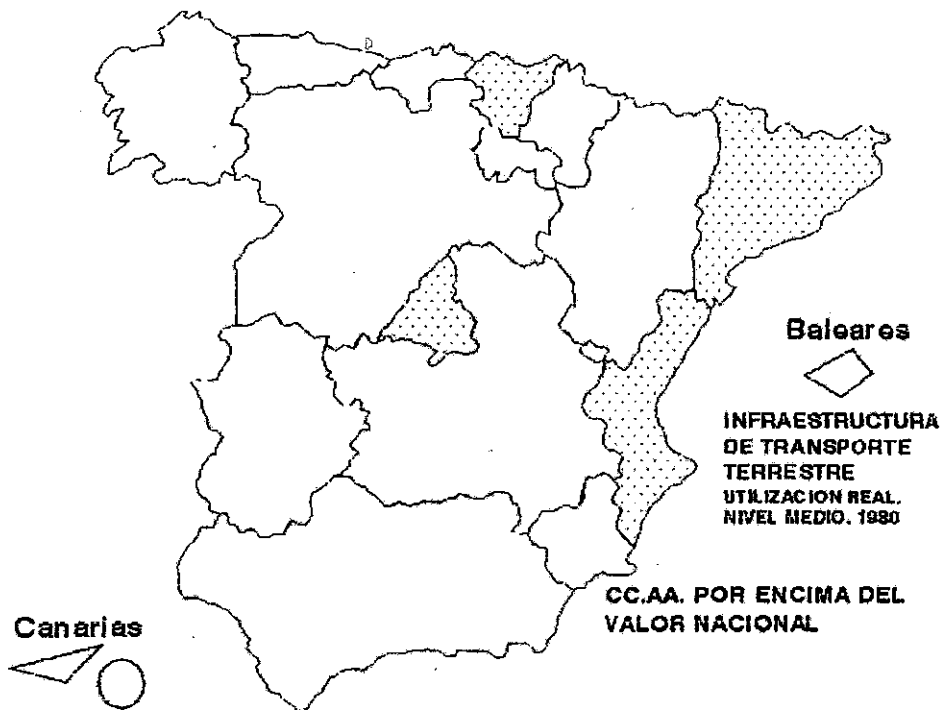 Baleares
INFRAESTRUCTURA
DE TRANSPORTE
TERRESTRE
UTILIZACION REAL.
NIVEL MEDIO. 1980
CC.AA. POR ENCIMA DEL
VALOR NACIONAL
Canarias